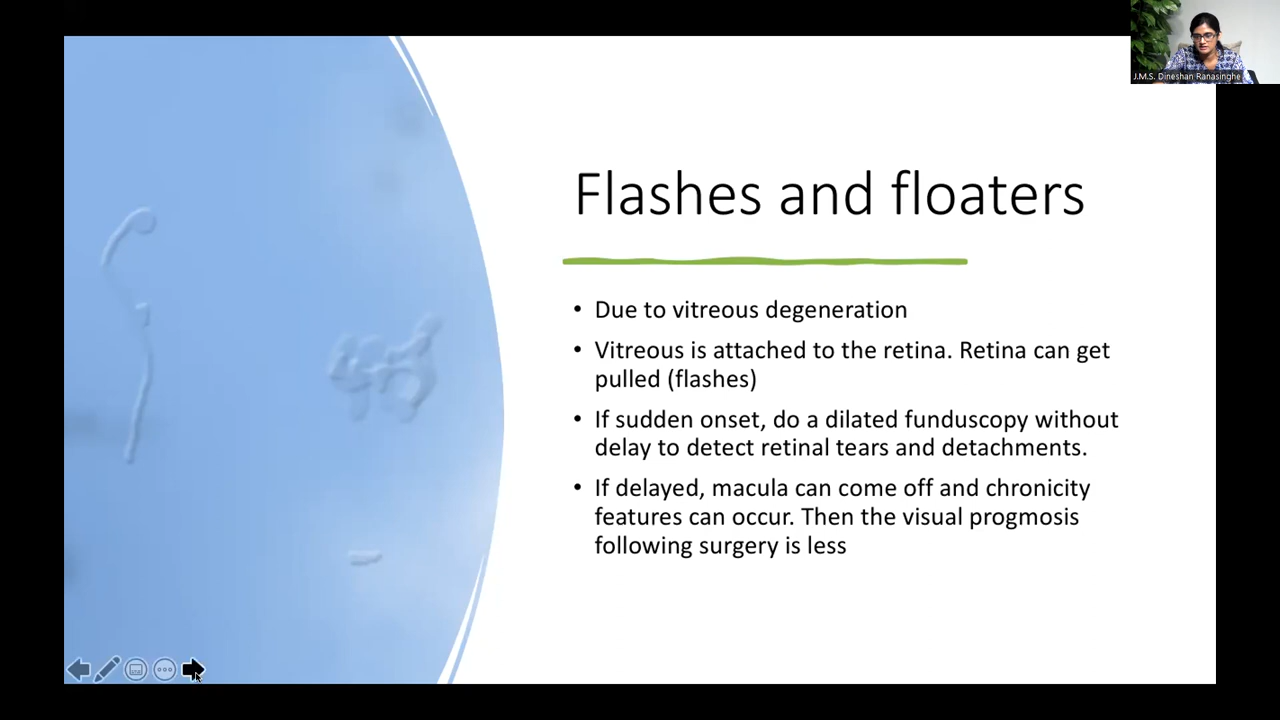 J.M.S. Dineshan Ranasinghe
Flashes and floaters
• Due to vitreous degeneration
• Vitreous is attached to the retina. Retina can get
pulled (flashes)
• If sudden onset, do a dilated funduscopy without
delay to detect retinal tears and detachments.
• If delayed, macula can come off and chronicity
features can occur. Then the visual progmosis
following surgery is less